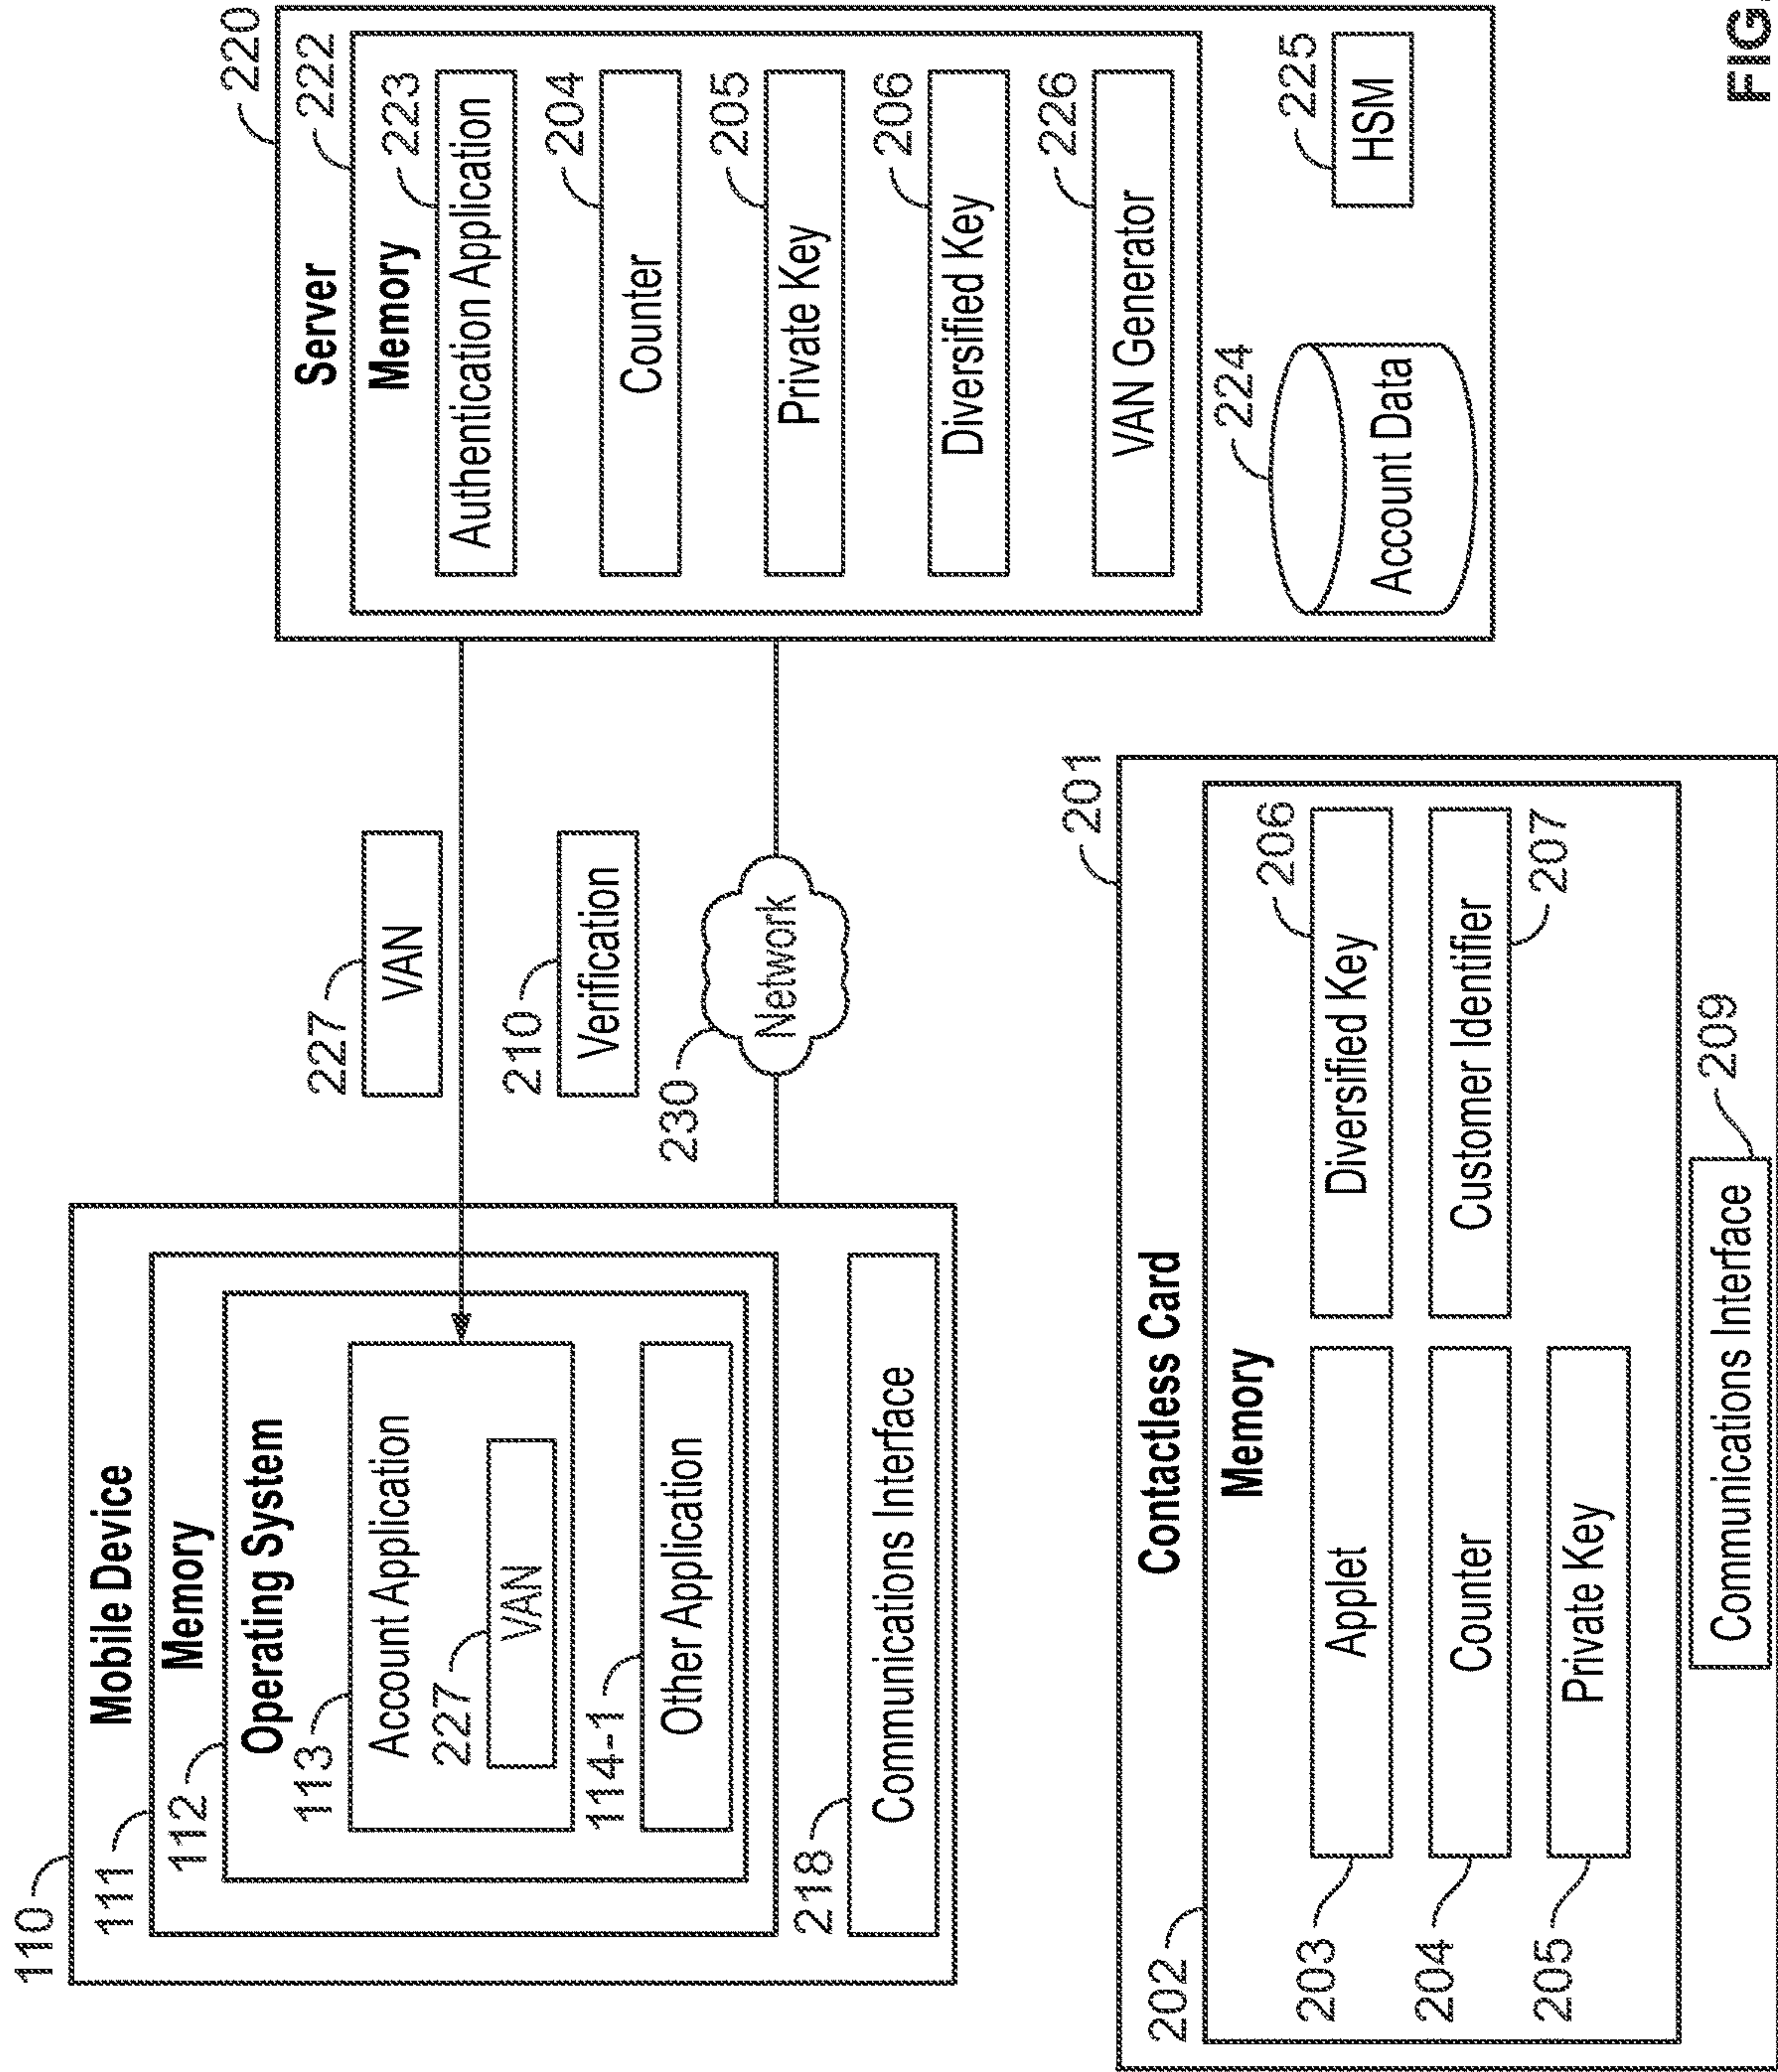 110
Mobile Device
111
Memory
112
Operating System
113
Account Application
227
VAN
114-1
Other Application
218
Communications Interface
227
VAN
210
Verification
230
Network
220
Server
222
Memory
223
Authentication Application
204
Counter
205
Private Key
206
Diversified Key
226
VAN Generator
224
Account Data
225
HSM
201
Contactless Card
202
Memory
203
Applet
204
Counter
205
Private Key
206
Diversified Key
Customer Identifier
207
Communications Interface
209
FIG.